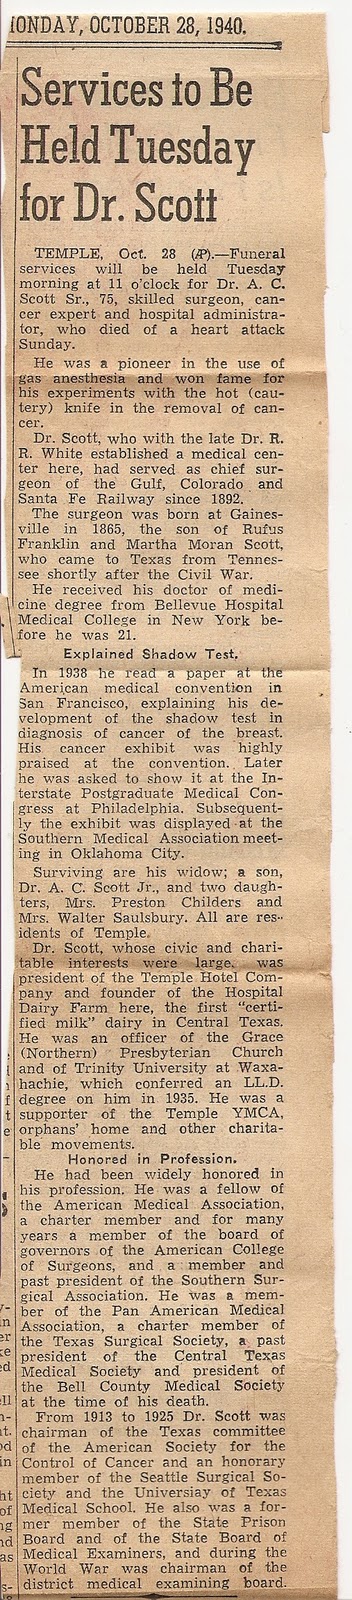 MONDAY, OCTOBER 28, 1940.
Services to Be
Held Tuesday
for Dr. Scott
TEMPLE, Oct. 28 (AP).—Funeral
services will be held Tuesday
morning at 11 o'clock for Dr. A. C.
Scott Sr., 75, skilled surgeon, can-
cer expert and hospital administra-
tor, who died of a heart attack
Sunday.
He was a pioneer in the use of
gas anesthesia and won fame for
his experiments with the hot (cau-
tery) knife in the removal of can-
cer.
Dr. Scott, who with the late Dr. R.
R. White established a medical cen-
ter here, had served as chief sur-
geon of the Gulf, Colorado and
Santa Fe Railway since 1892.
The surgeon was born at Gaines-
ville in 1865, the son of Rufus
Franklin and Martha Moran Scott,
who came to Texas from Tennes-
see shortly after the Civil War.
He received his doctor of medi-
cine degree from Bellevue Hospital
Medical College in New York be-
fore he was 21.
Explained Shadow Test.
In 1938 he read a paper at the
American medical convention in
San Francisco, explaining his de-
velopment of the shadow test in
diagnosis of cancer of the breast.
His cancer exhibit was highly
praised at the convention. Later
he was asked to show it at the In-
terstate Postgraduate Medical Con-
gress at Philadelphia. Subsequent-
ly the exhibit was displayed at the
Southern Medical Association meet-
ing in Oklahoma City.
Surviving are his widow; a son,
Dr. A. C. Scott Jr., and two daugh-
ters, Mrs. Preston Childers and
Mrs. Walter Saulsbury. All are res-
idents of Temple.
Dr. Scott, whose civic and chari-
table interests were large, was
president of the Temple Hotel Com-
pany and founder of the Hospital
Dairy Farm here, the first "certi-
fied milk" dairy in Central Texas.
He was an officer of the Grace
(Northern) Presbyterian Church
and of Trinity University at Waxa-
hachie, which conferred an LL.D.
degree on him in 1935. He was a
supporter of the Temple YMCA,
orphans' home and other charita-
ble movements.
Honored in Profession.
He had been widely honored in
his profession. He was a fellow of
the American Medical Association,
a charter member and for many
years a member of the board of
governors of the American College
of Surgeons, and a member and
past president of the Southern Sur-
gical Association. He was a mem-
ber of the Pan American Medical
Association, a charter member of
the Texas Surgical Society, a past
president of the Central Texas
Medical Society and president of
the Bell County Medical Society
at the time of his death.
From 1913 to 1925 Dr. Scott was
chairman of the Texas committee
of the American Society for the
Control of Cancer and an honorary
member of the Seattle Surgical So-
ciety and the Universiay of Texas
Medical School. He also was a for-
mer member of the State Prison
Board and of the State Board of
Medical Examiners, and during the
World War was chairman of the
district medical examining board.